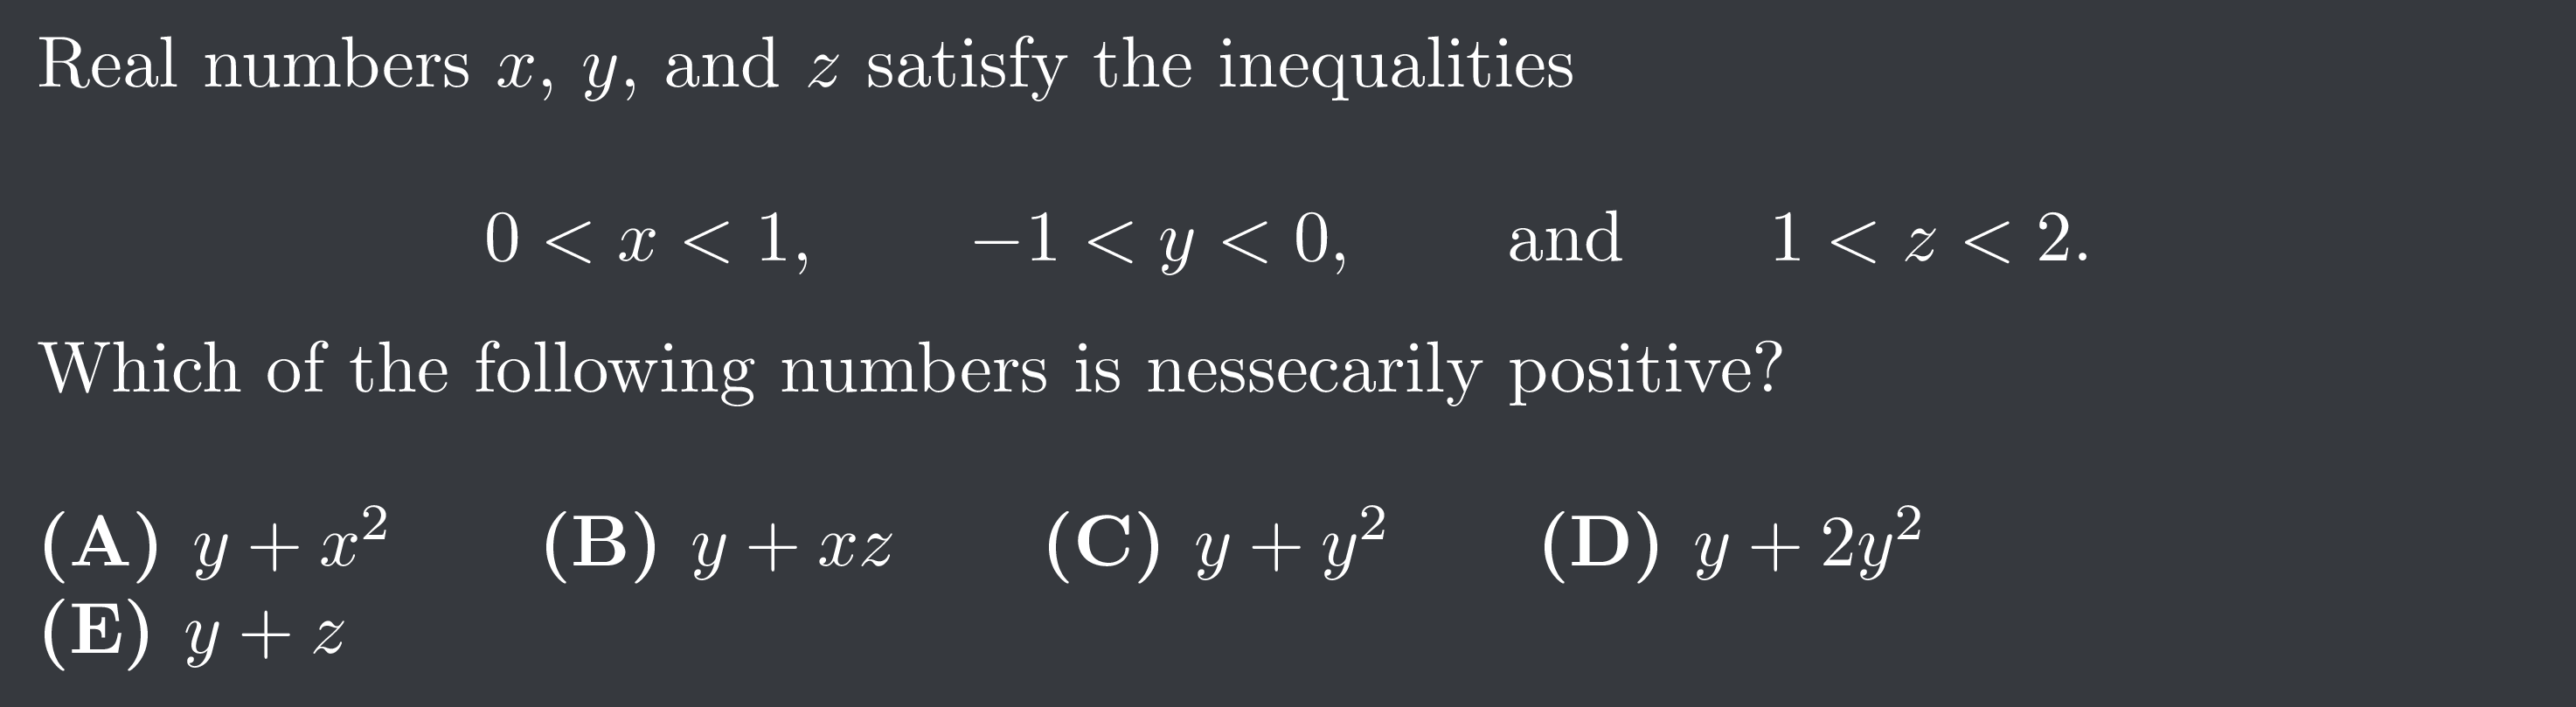 Real numbers x, y, and z satisfy the inequalities
0 < x < 1, −1 < y < 0, and 1 < z < 2.
Which of the following numbers is nessecarily positive?
(A) y + x² (B) y + xz (C) y + y² (D) y + 2y²
(E) y + z